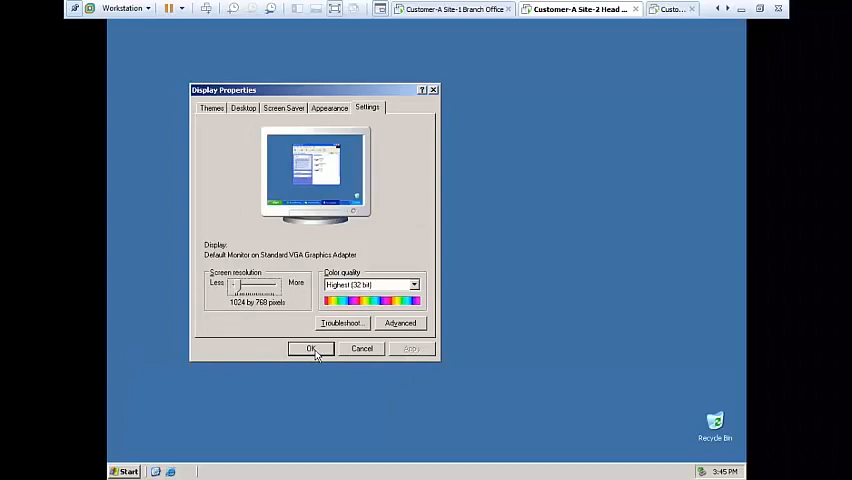 Workstation
Customer-A Site-1 Branch Office
Customer-A Site-2 Head ...
Custo...
Display Properties
Themes Desktop Screen Saver Appearance Settings
Display:
Default Monitor on Standard VGA Graphics Adapter
Screen resolution
Less More
1024 by 768 pixels
Color quality
Highest (32 bit)
Troubleshoot... Advanced
OK Cancel Apply
Recycle Bin
Start
3:45 PM